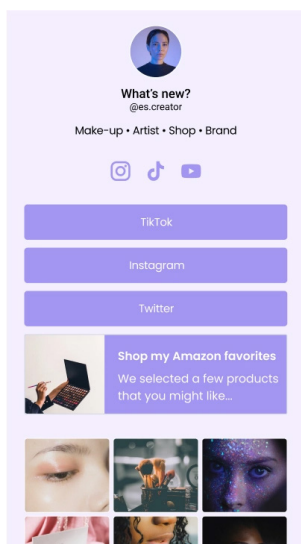 What's new?
@es.creator
Make-up • Artist • Shop • Brand
TikTok
Instagram
Twitter
Shop my Amazon favorites
We selected a few products
that you might like...